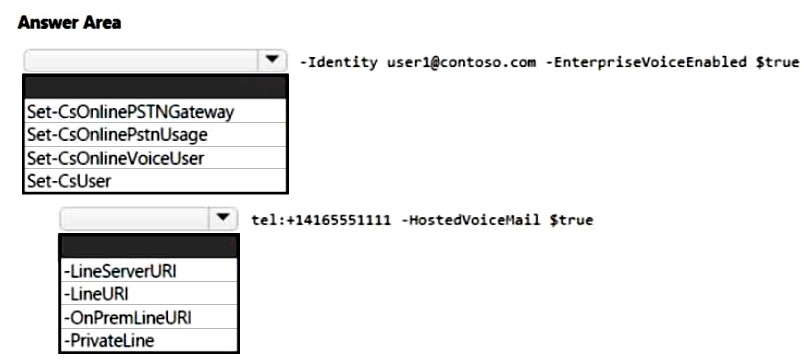 Answer Area
-Identity user1@contoso.com -EnterpriseVoiceEnabled $true
Set-CsOnlinePSTNGateway
Set-CsOnlinePstnUsage
Set-CsOnlineVoiceUser
Set-CsUser
tel:+14165551111 -HostedVoiceMail $true
-LineServerURI
-LineURI
-OnPremLineURI
-PrivateLine